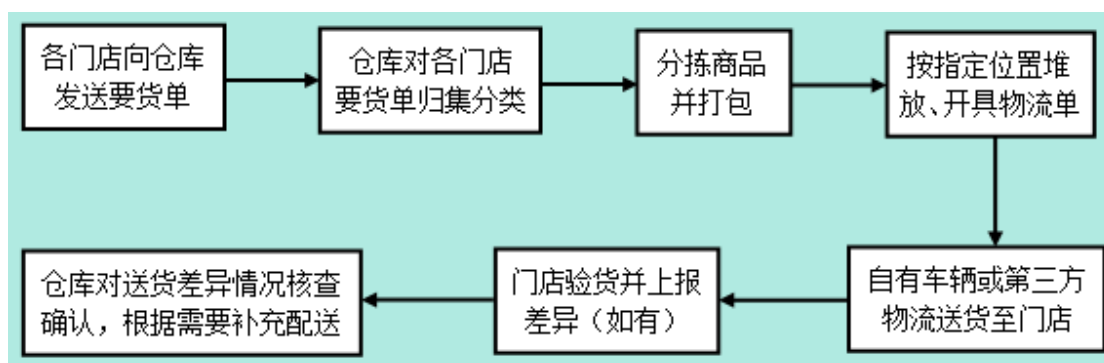 各门店向仓库
发送要货单
仓库对各门店
要货单归集分类
分拣商品
并打包
按指定位置堆
放、开具物流单
自有车辆或第三方
物流送货至门店
门店验货并上报
差异（如有）
仓库对送货差异情况核查
确认，根据需要补充配送